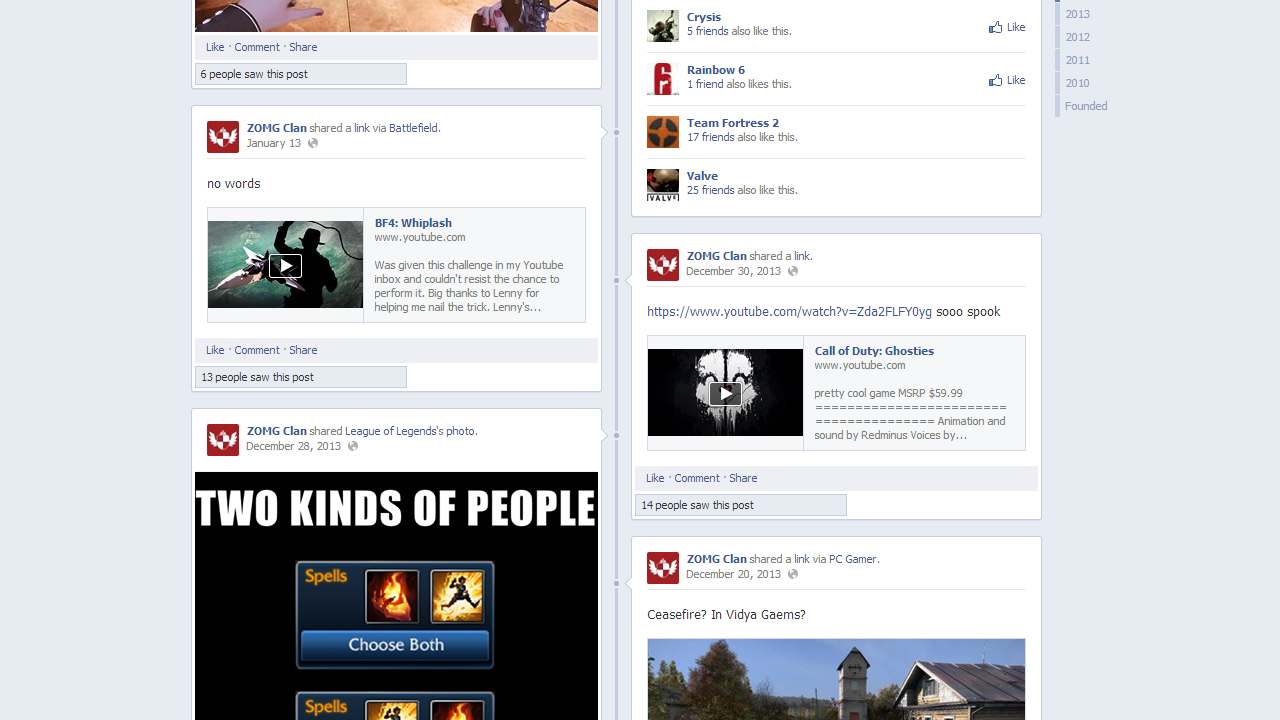 Like · Comment · Share
6 people saw this post
ZOMG Clan shared a link via Battlefield.
January 13
no words
BF4: Whiplash
www.youtube.com
Was given this challenge in my Youtube
inbox and couldn't resist the chance to
perform it. Big thanks to Lenny for
helping me nail the trick. Lenny's...
Like · Comment · Share
13 people saw this post
ZOMG Clan shared League of Legends's photo.
December 28, 2013
TWO KINDS OF PEOPLE
Spells
Choose Both
Spells
Crysis
5 friends also like this.
Like
Rainbow 6
1 friend also likes this.
Like
Team Fortress 2
17 friends also like this.
Valve
25 friends also like this.
VALVE
ZOMG Clan shared a link.
December 30, 2013
https://www.youtube.com/watch?v=Zda2FLFY0yg sooo spook
Call of Duty: Ghosties
www.youtube.com
pretty cool game MSRP $59.99
========================
=============== Animation and
sound by Redminus Voices by...
Like · Comment · Share
14 people saw this post
ZOMG Clan shared a link via PC Gamer.
December 20, 2013
Ceasefire? In Vidya Gaems?
2013
2012
2011
2010
Founded